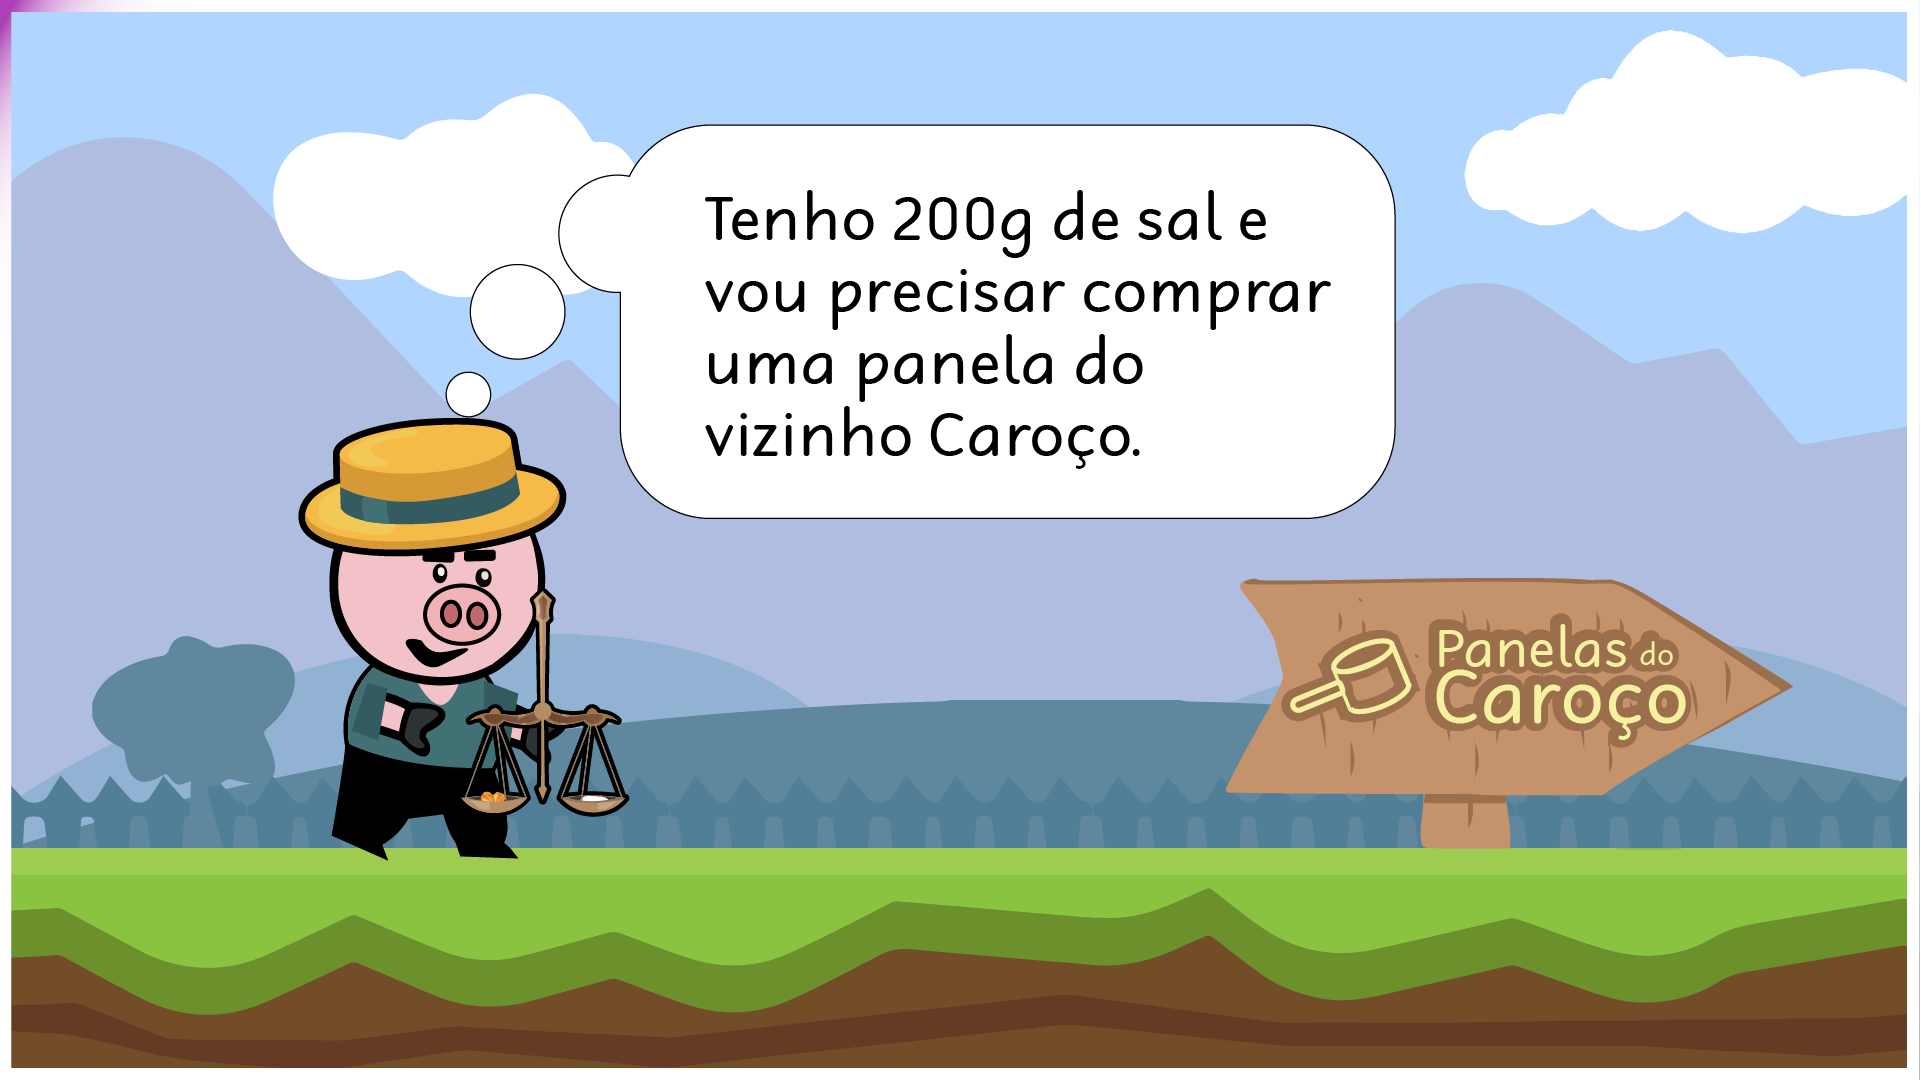 Tenho 200g de sal e
vou precisar comprar
uma panela do
vizinho Caroço.
Panelas do
Caroço